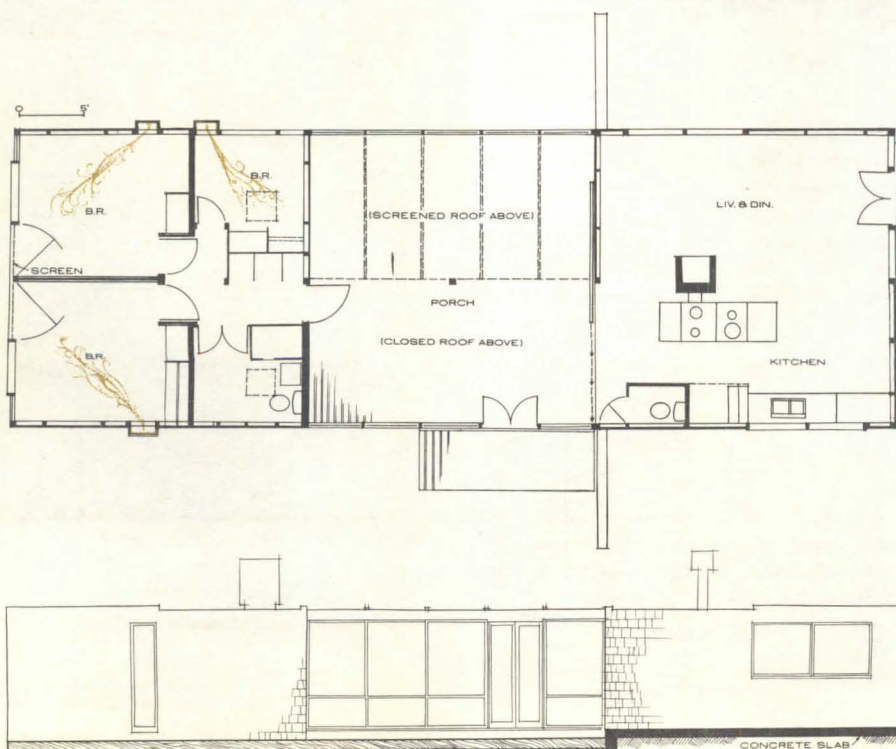 0 5'
B.R.
B.R.
(SCREENED ROOF ABOVE)
LIV. & DIN.
SCREEN
PORCH
(CLOSED ROOF ABOVE)
B.R.
KITCHEN
CONCRETE SLAB